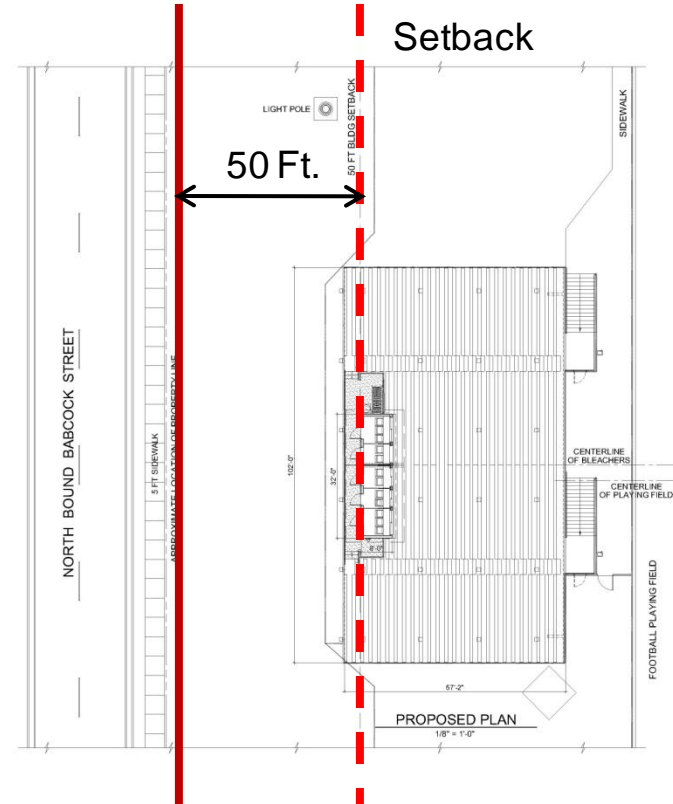 Setback
LIGHT POLE
50 FT BLDG SETBACK
SIDEWALK
50 Ft.
NORTH BOUND BABCOCK STREET
5 FT SIDEWALK
APPROXIMATE LOCATION OF PROPERTY LINE
102'-0"
32'-0"
CENTERLINE
OF BLEACHERS
CENTERLINE
OF PLAYING FIELD
FOOTBALL PLAYING FIELD
57'-2"
PROPOSED PLAN
1/8" = 1'-0"